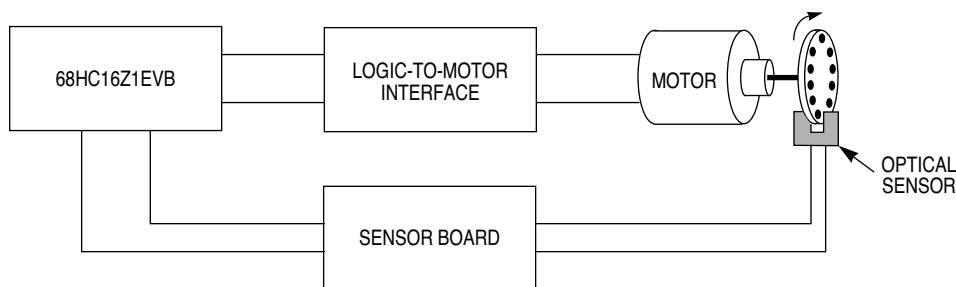 68HC16Z1EVB
LOGIC-TO-MOTOR
INTERFACE
MOTOR
OPTICAL
SENSOR
SENSOR BOARD